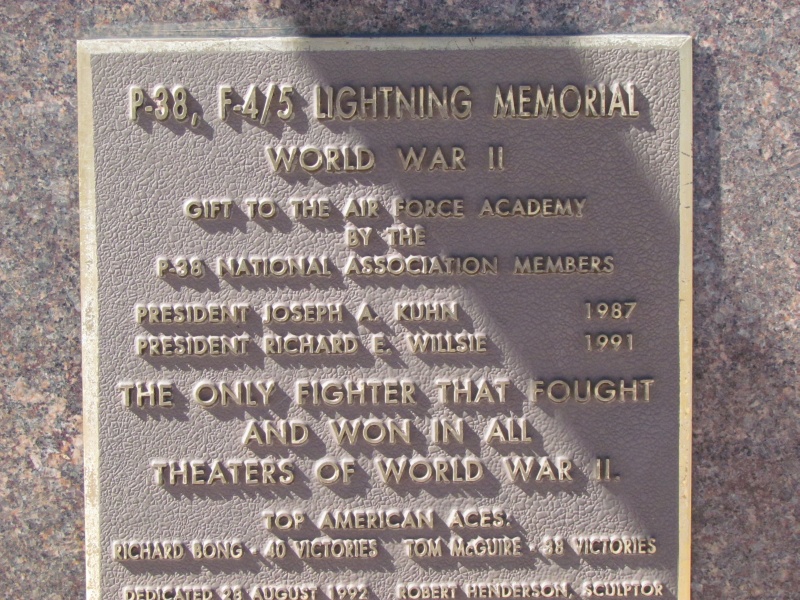 P-38, F-4/5 LIGHTNING MEMORIAL
WORLD WAR II
GIFT TO THE AIR FORCE ACADEMY
BY THE
P-38 NATIONAL ASSOCIATION MEMBERS
PRESIDENT JOSEPH A. KUHN 1987
PRESIDENT RICHARD E. WILLSIE 1991
THE ONLY FIGHTER THAT FOUGHT
AND WON IN ALL
THEATERS OF WORLD WAR II.
TOP AMERICAN ACES:
RICHARD BONG · 40 VICTORIES TOM McGUIRE · 38 VICTORIES
DEDICATED 28 AUGUST 1992 ROBERT HENDERSON, SCULPTOR